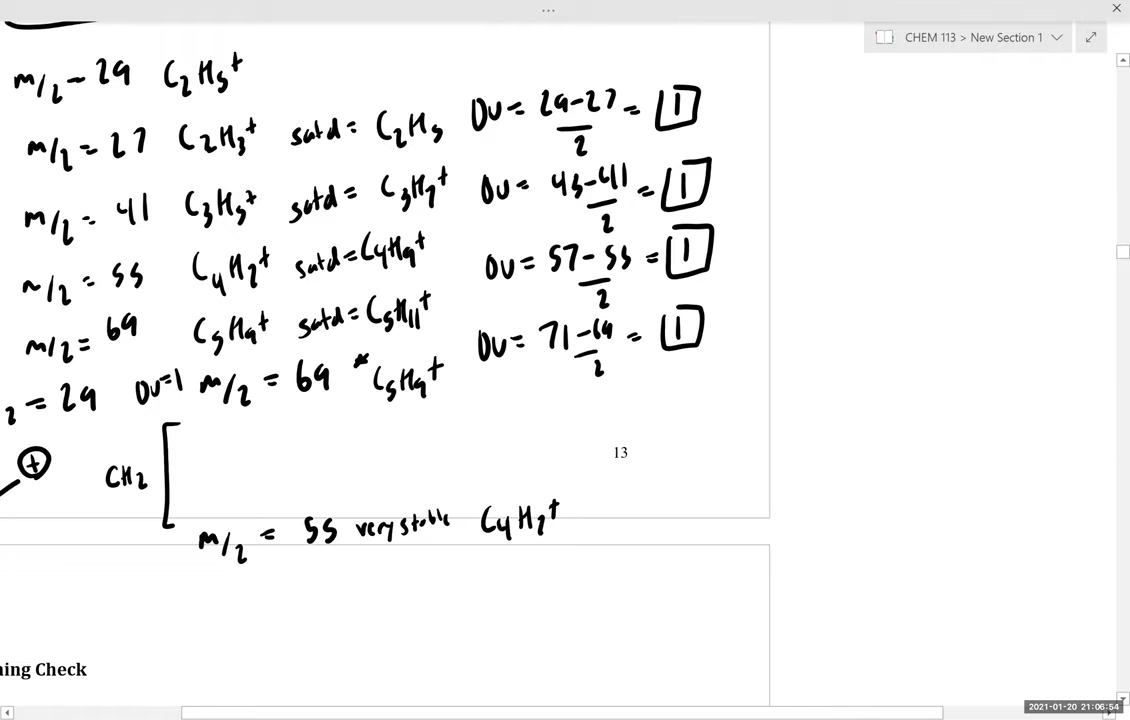 ...
CHEM 113 > New Section 1
m/z - 29 C2H5+
m/z = 27 C2H3+ satd = C2H5 DU = 29-27/2 = 1
m/z = 41 C3H5+ satd = C3H7+ DU = 43-41/2 = 1
m/z = 55 C4H7+ satd = C4H9+ DU = 57-55/2 = 1
m/z = 69 C5H9+ satd = C5H11+ DU = 71-69/2 = 1
z = 29 DU=1 m/z = 69 * C5H9+
+
CH2 [
13
m/z = 55 very stable C4H7+
ning Check
2021-01-20 21:06:54